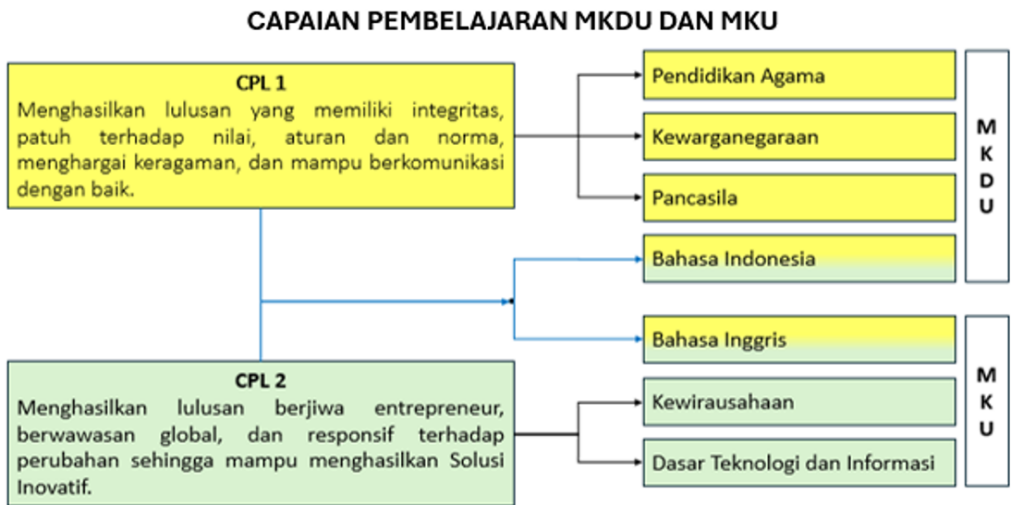 CAPAIAN PEMBELAJARAN MKDU DAN MKU
CPL 1
Menghasilkan lulusan yang memiliki integritas,
patuh terhadap nilai, aturan dan norma,
menghargai keragaman, dan mampu berkomunikasi
dengan baik.
Pendidikan Agama
Kewarganegaraan
Pancasila
Bahasa Indonesia
M
K
D
U
Bahasa Inggris
CPL 2
Menghasilkan lulusan berjiwa entrepreneur,
berwawasan global, dan responsif terhadap
perubahan sehingga mampu menghasilkan Solusi
Inovatif.
Kewirausahaan
Dasar Teknologi dan Informasi
M
K
U